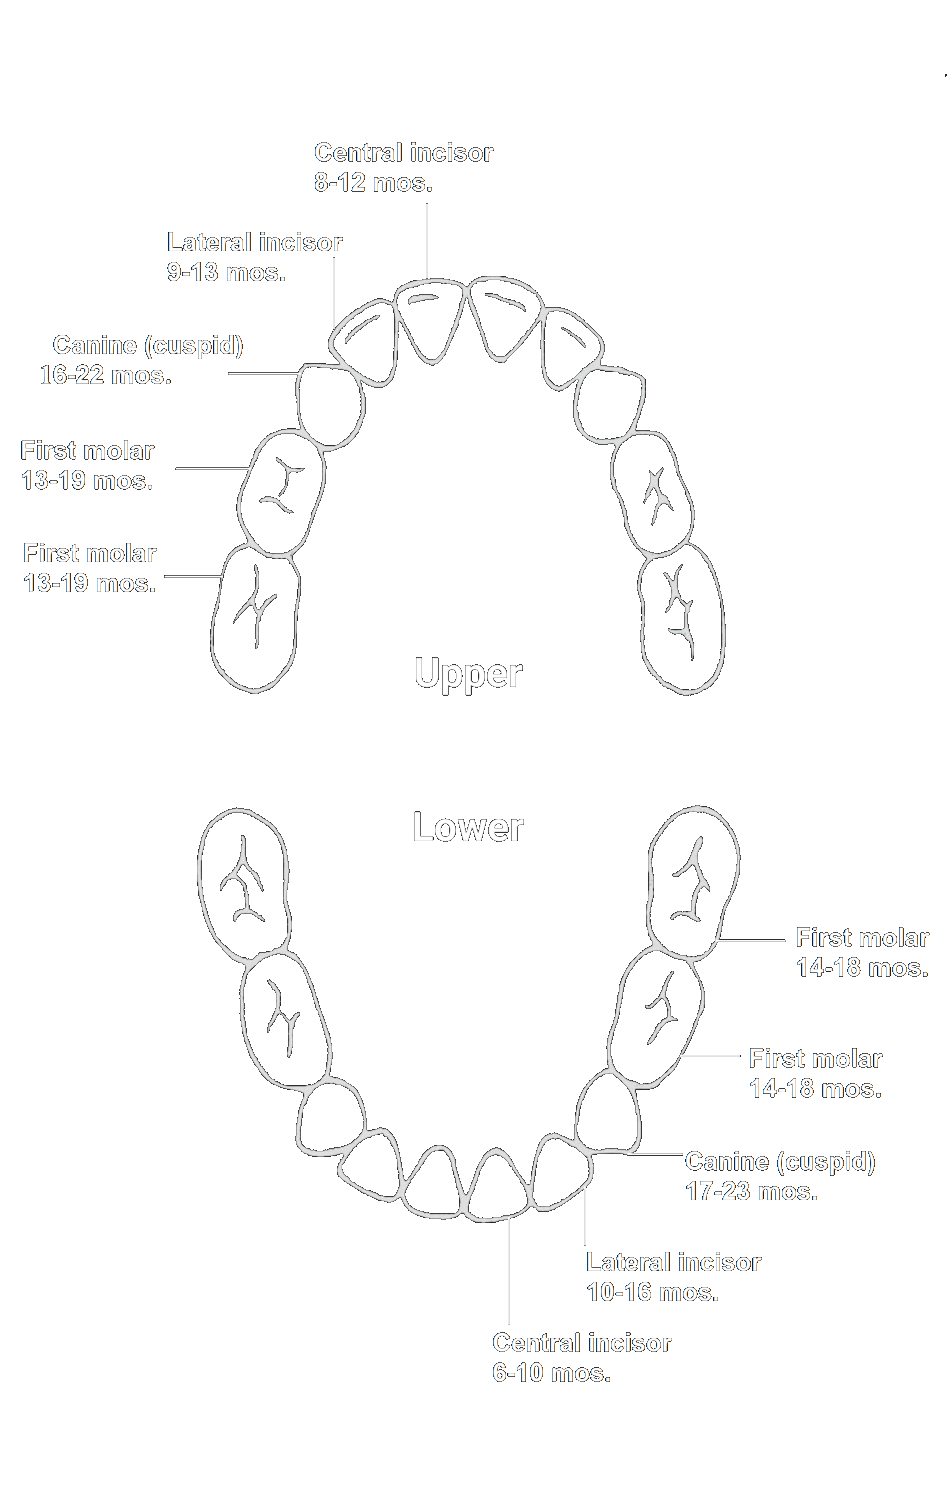 Central incisor
8-12 mos.
Lateral incisor
9-13 mos.
Canine (cuspid)
16-22 mos.
First molar
13-19 mos.
First molar
13-19 mos.
Upper
Lower
First molar
14-18 mos.
First molar
14-18 mos.
Canine (cuspid)
17-23 mos.
Lateral incisor
10-16 mos.
Central incisor
6-10 mos.